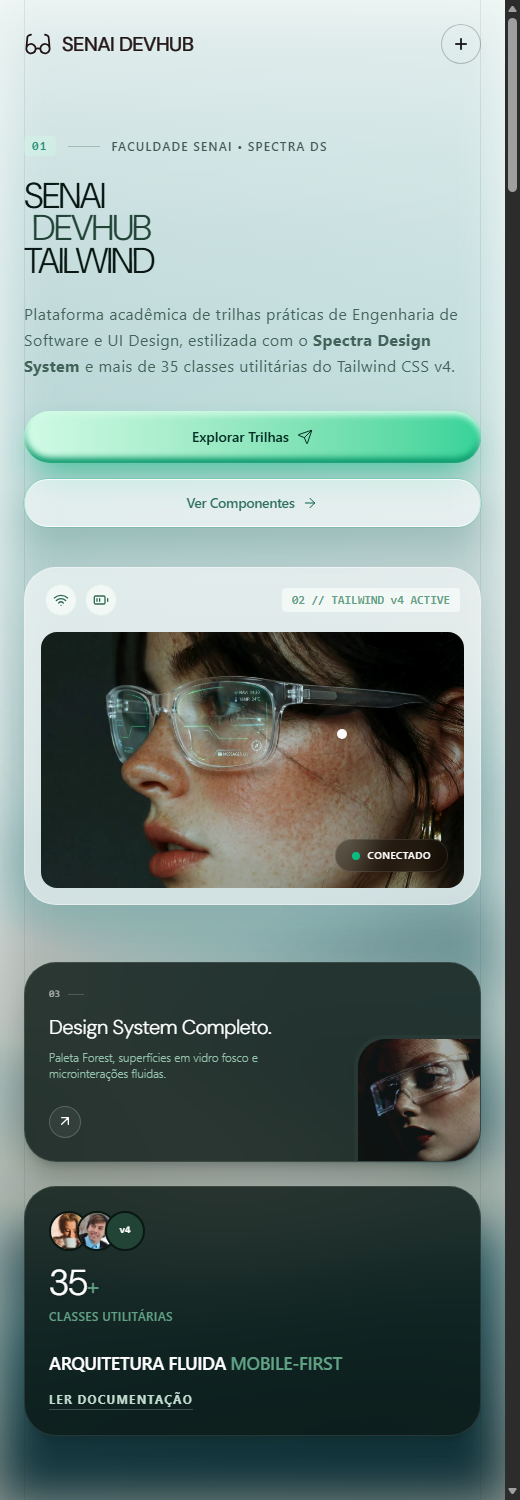 SENAI DEVHUB
01 FACULDADE SENAI • SPECTRA DS
SENAI
DEVHUB
TAILWIND
Plataforma acadêmica de trilhas práticas de Engenharia de
Software e UI Design, estilizada com o Spectra Design
System e mais de 35 classes utilitárias do Tailwind CSS v4.
Explorar Trilhas
Ver Componentes
02 // TAILWIND v4 ACTIVE
CONECTADO
03
Design System Completo.
Paleta Forest, superfícies em vidro fosco e
microinterações fluidas.
v4
35+
CLASSES UTILITÁRIAS
ARQUITETURA FLUIDA MOBILE-FIRST
LER DOCUMENTAÇÃO